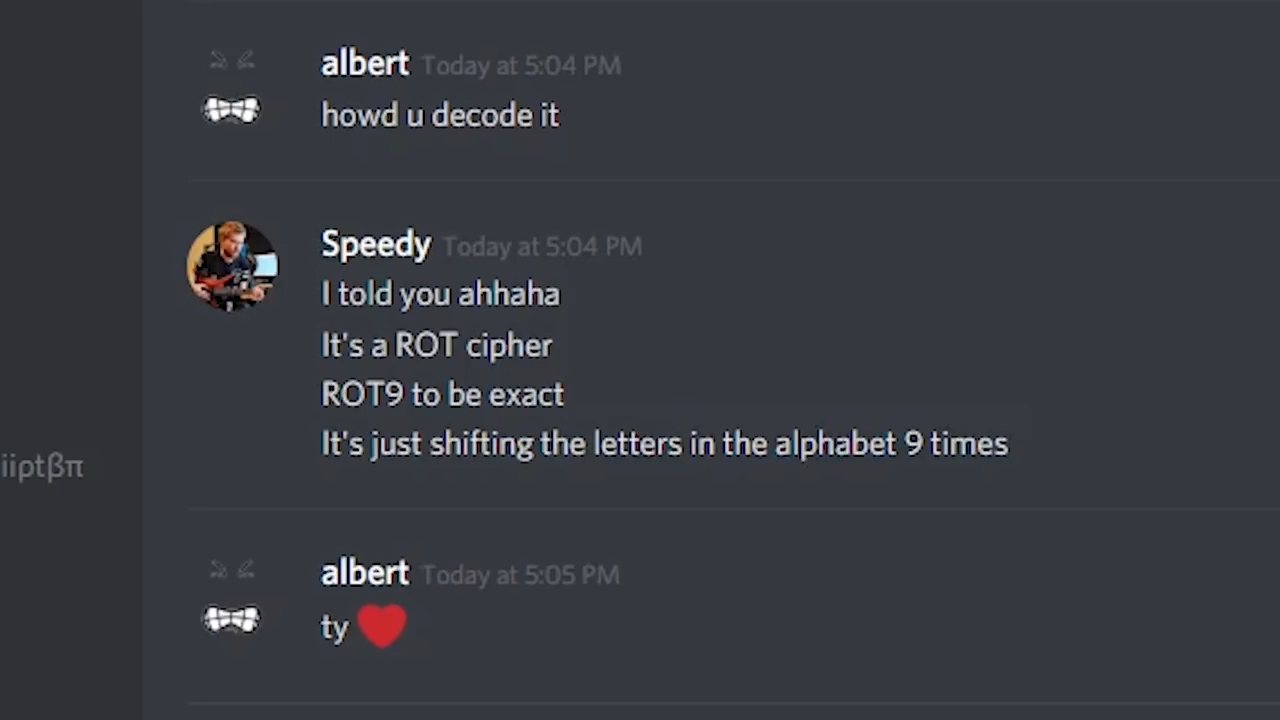 albert Today at 5:04 PM
howd u decode it
Speedy Today at 5:04 PM
I told you ahhaha
It's a ROT cipher
ROT9 to be exact
It's just shifting the letters in the alphabet 9 times
iiρtβπ
albert Today at 5:05 PM
ty ❤